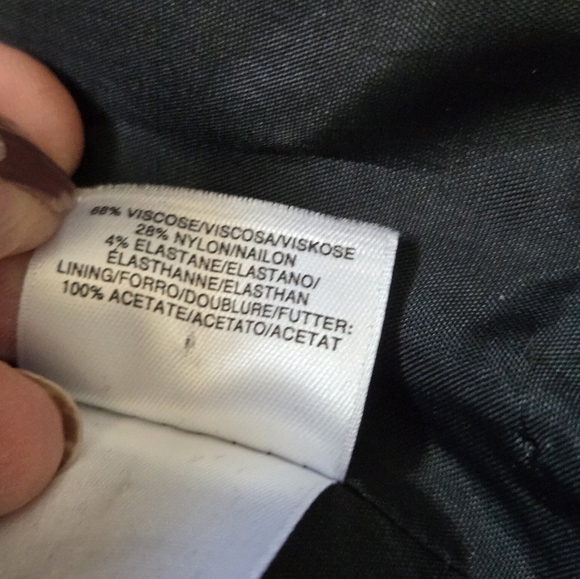 68% VISCOSE/VISCOSA/VISKOSE
28% NYLON/NAILON
4% ELASTANE/ELASTANO/
ÉLASTHANNE/ELASTHAN
LINING/FORRO/DOUBLURE/FUTTER:
100% ACETATE/ACETATO/ACETAT